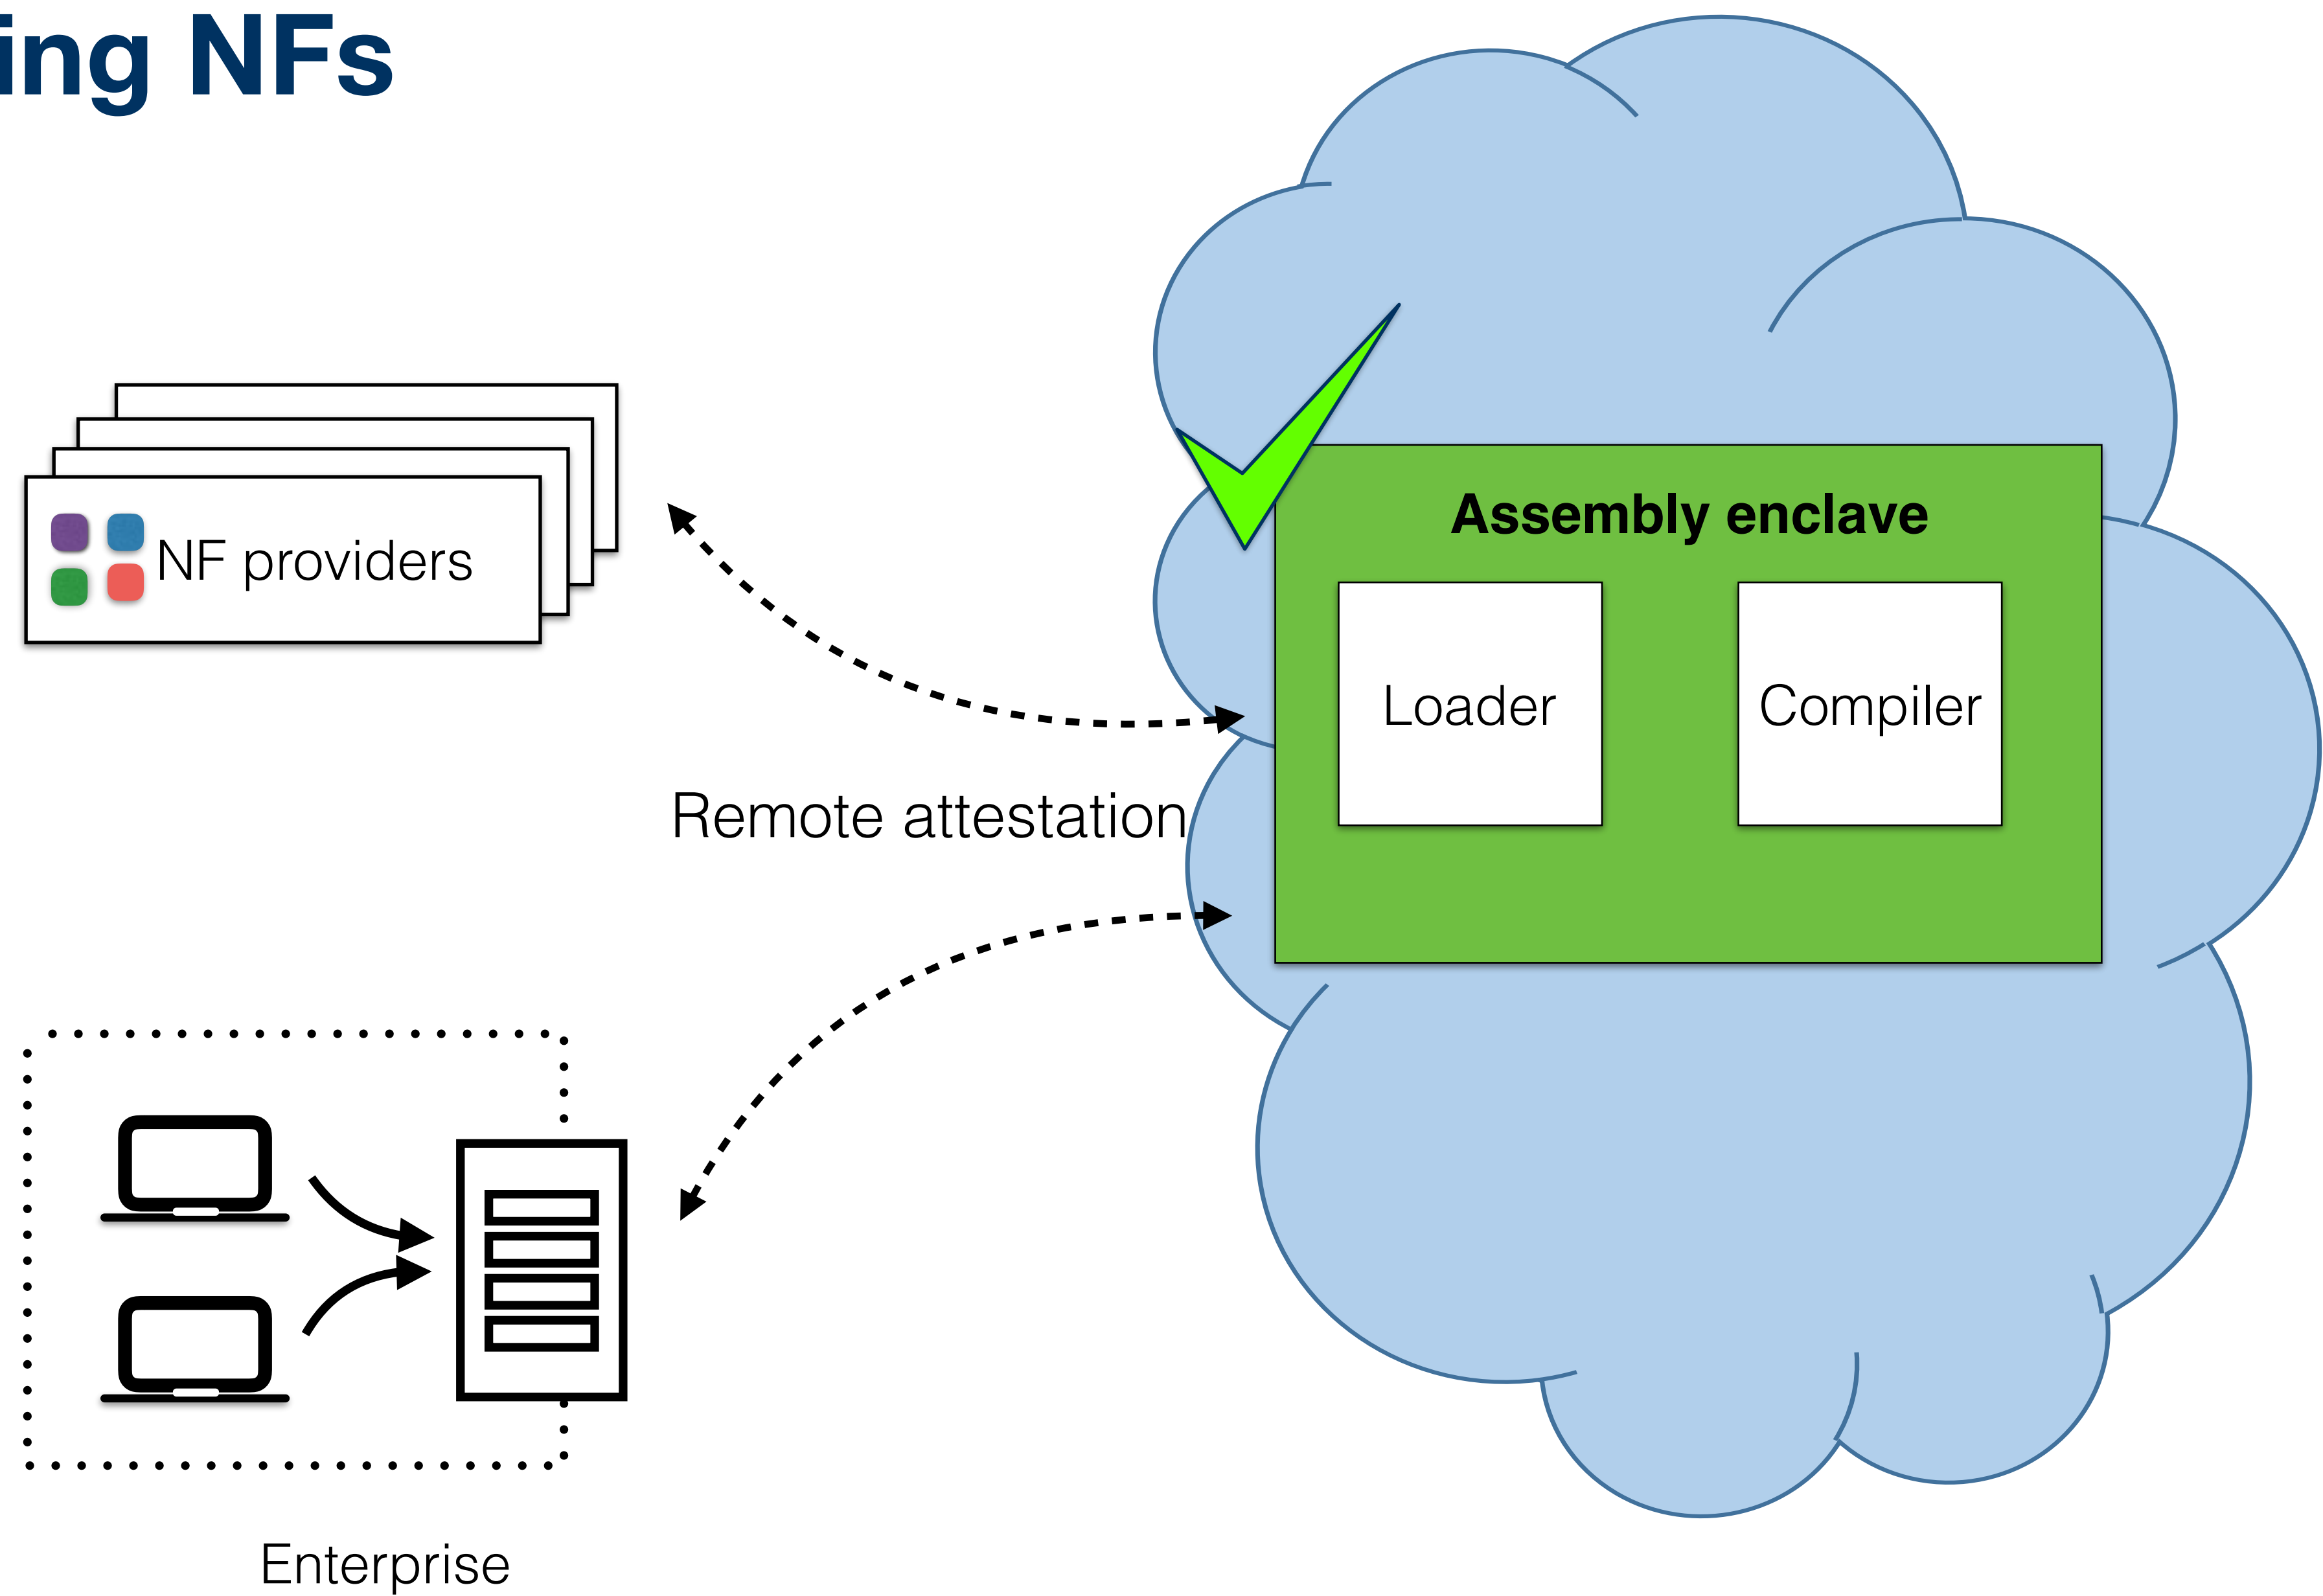 ing NFs
NF providers
Assembly enclave
Loader
Compiler
Remote attestation
Enterprise